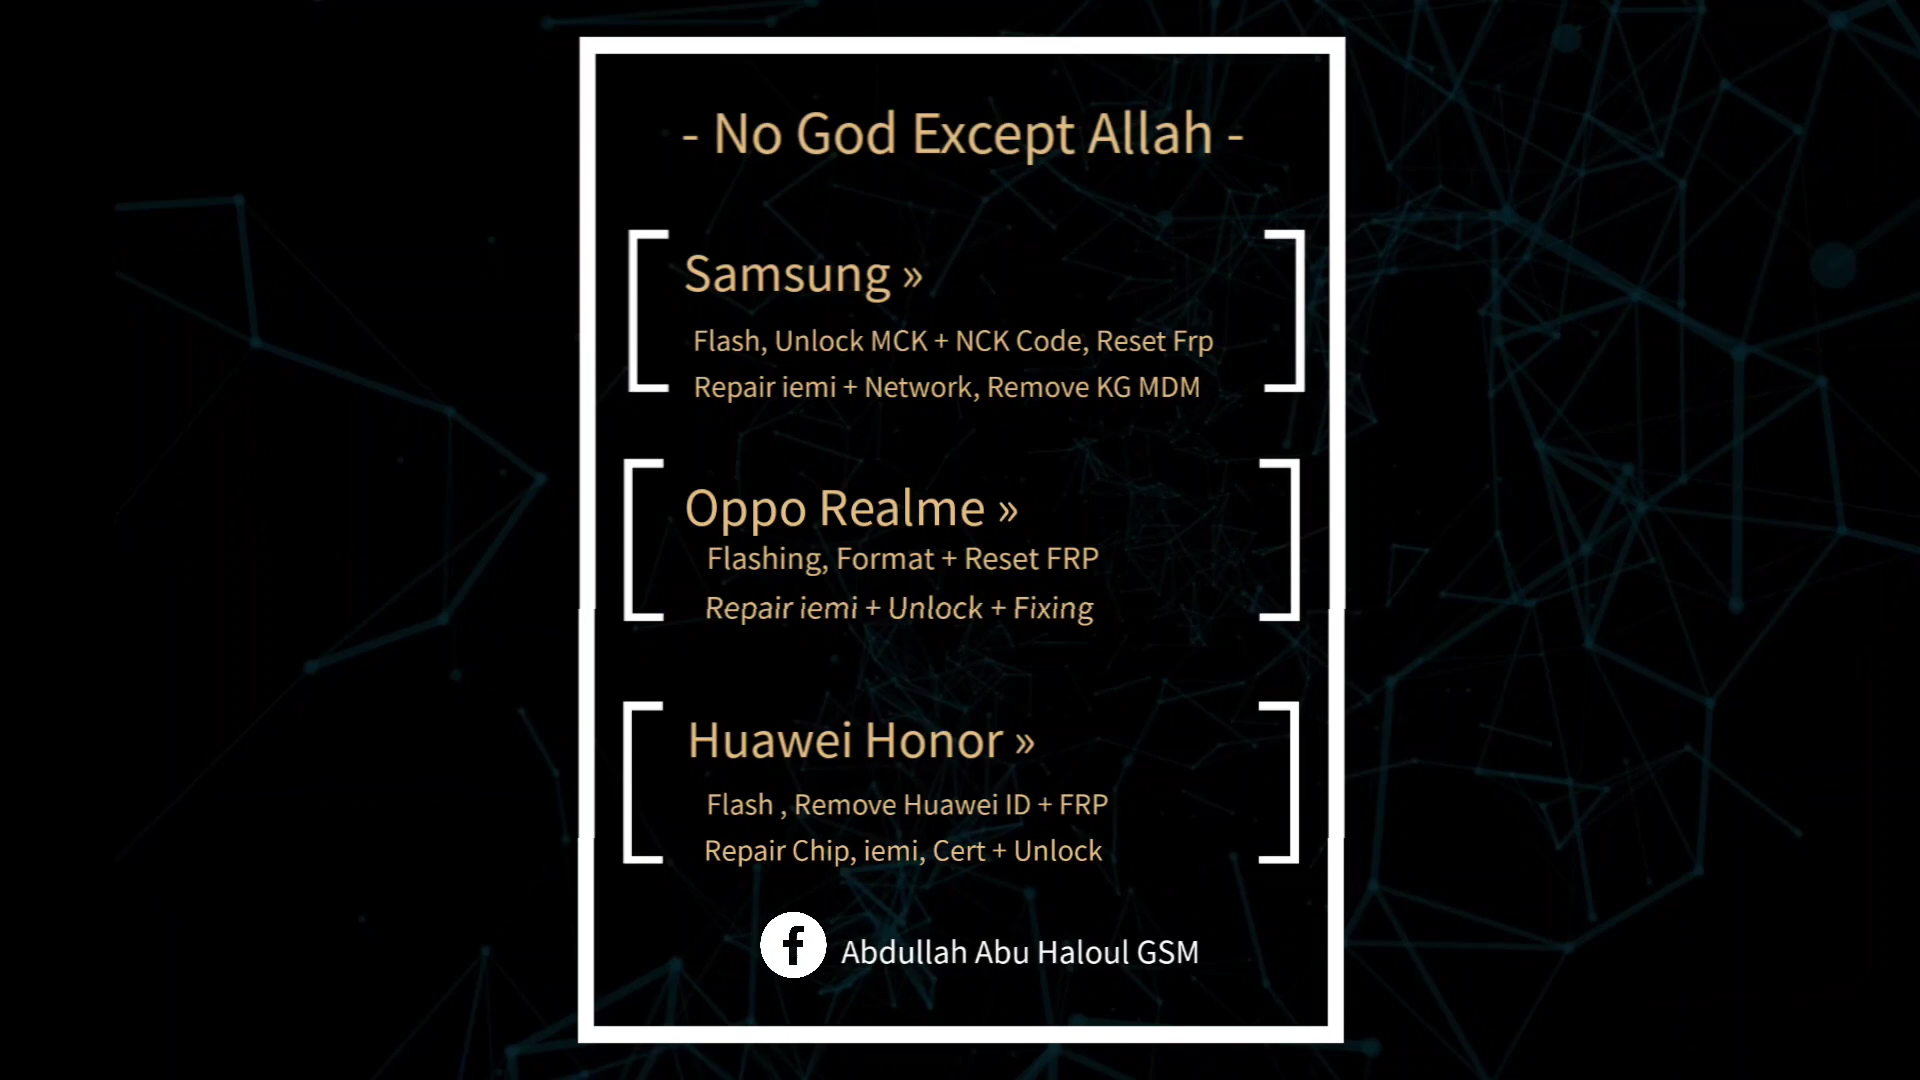 - No God Except Allah -
Samsung »
Flash, Unlock MCK + NCK Code, Reset Frp
Repair iemi + Network, Remove KG MDM
Oppo Realme »
Flashing, Format + Reset FRP
Repair iemi + Unlock + Fixing
Huawei Honor »
Flash , Remove Huawei ID + FRP
Repair Chip, iemi, Cert + Unlock
f Abdullah Abu Haloul GSM